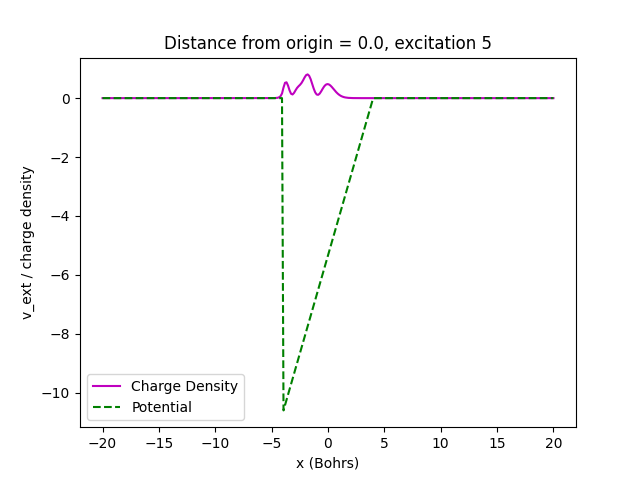 Distance from origin = 0.0, excitation 5
v_ext / charge density
0
−2
−4
−6
−8
−10
Charge Density
Potential
−20 −15 −10 −5 0 5 10 15 20
x (Bohrs)